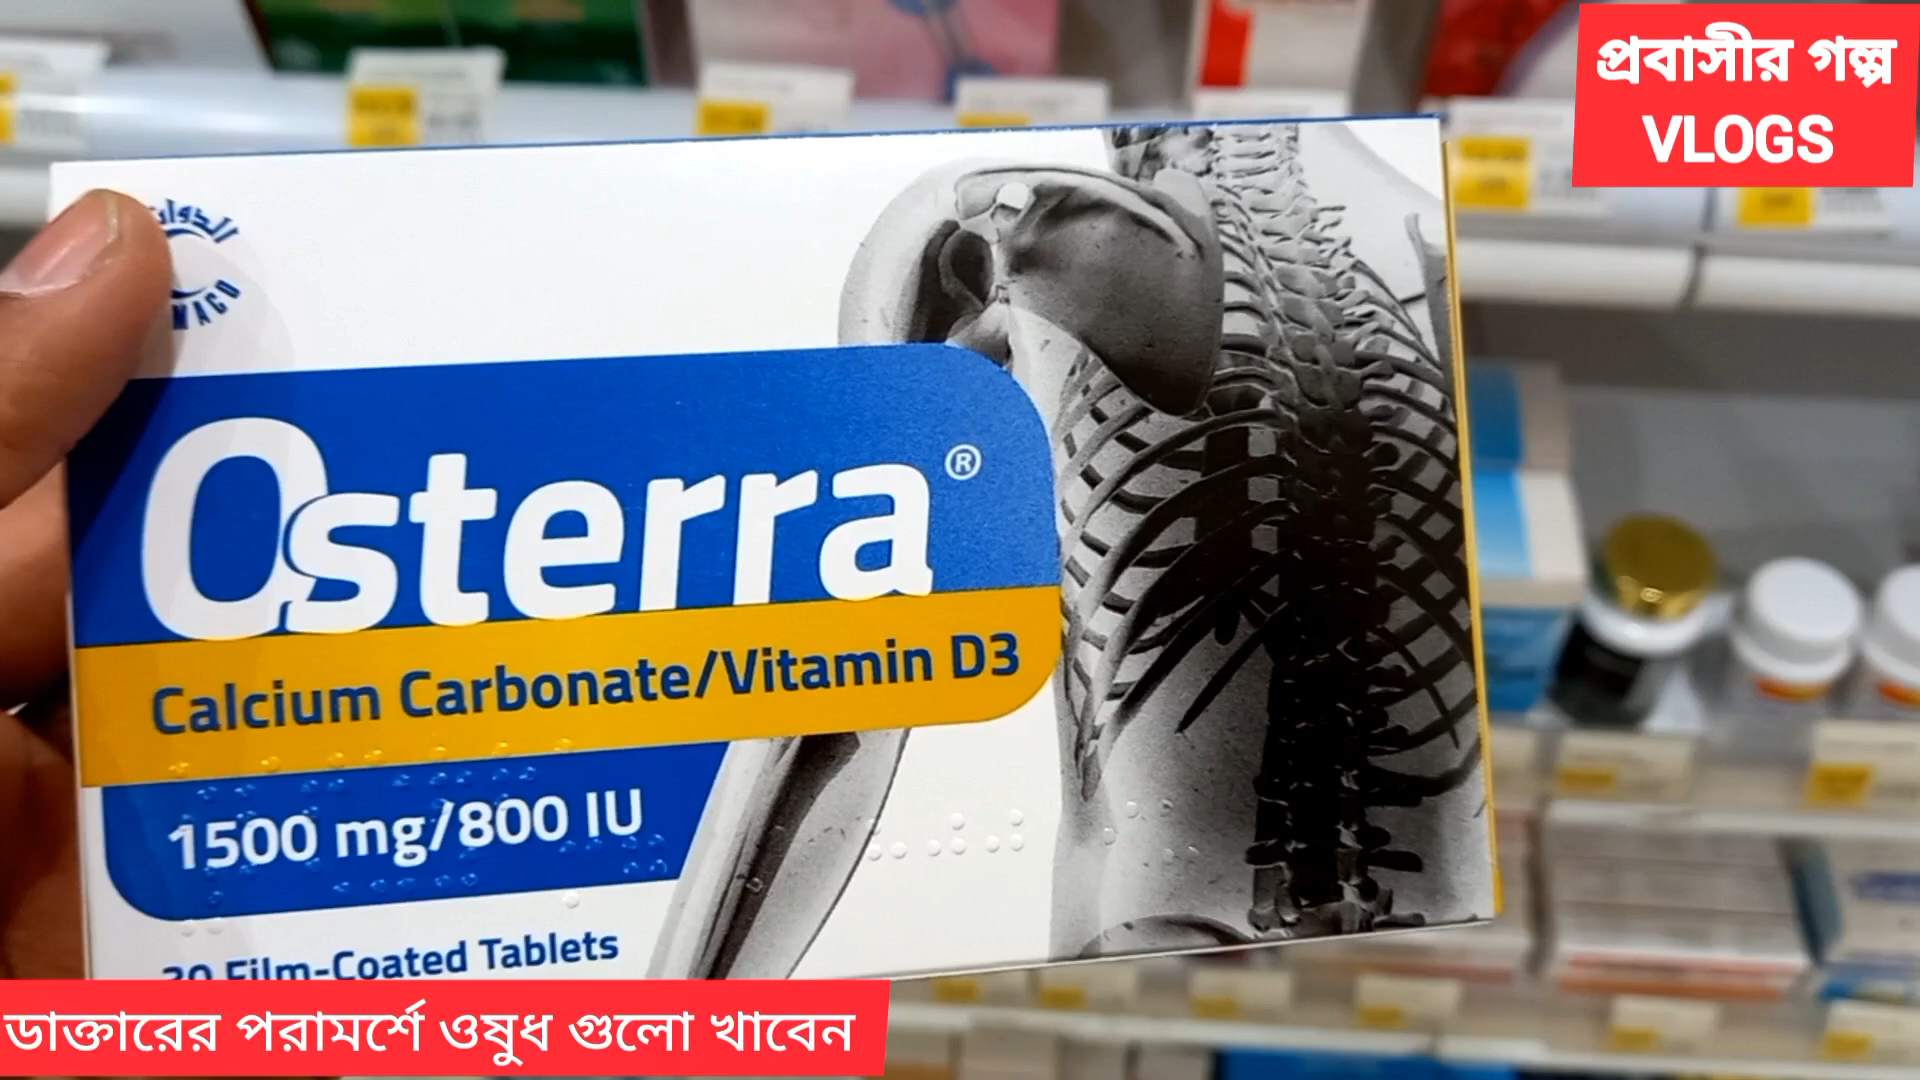 প্রবাসীর গল্প
VLOGS
Osterra®
Calcium Carbonate/Vitamin D3
1500 mg/800 IU
Film-Coated Tablets
ডাক্তারের পরামর্শে ওষুধ গুলো খাবেন